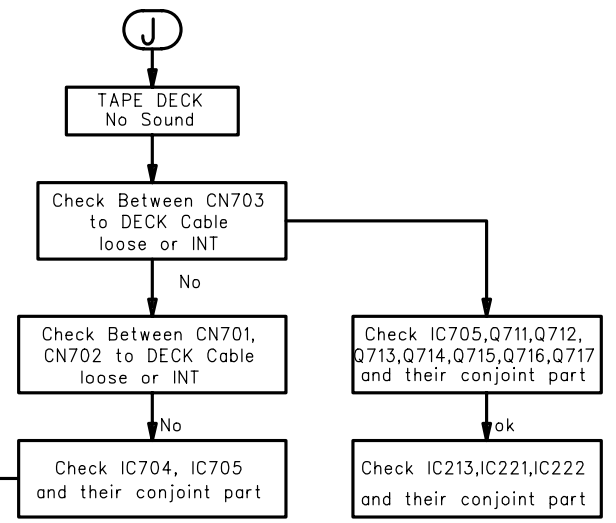 J
TAPE DECK
No Sound
Check Between CN703
to DECK Cable
loose or INT
No
Check Between CN701,
CN702 to DECK Cable
loose or INT
No
Check IC704, IC705
and their conjoint part
Check IC705,Q711,Q712,
Q713,Q714,Q715,Q716,Q717
and their conjoint part
ok
Check IC213,IC221,IC222
and their conjoint part